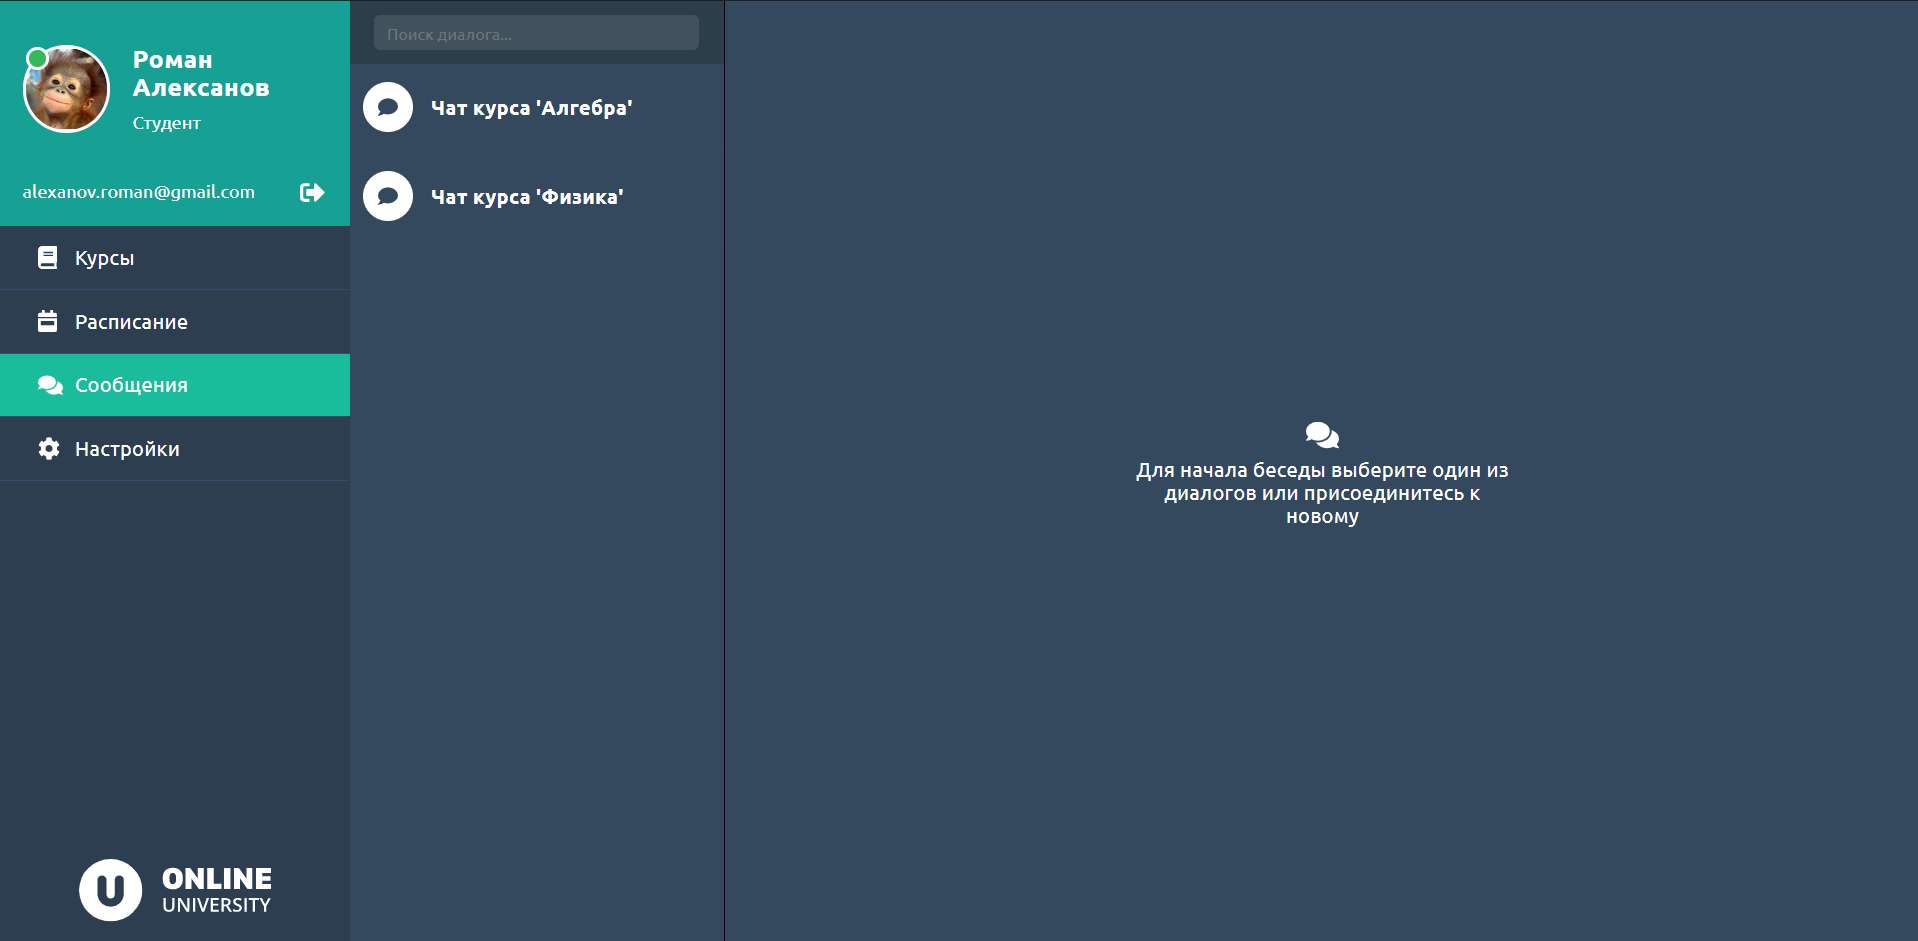 Роман
Алексанов
Студент
alexanov.roman@gmail.com
Курсы
Расписание
Сообщения
Настройки
U ONLINE
UNIVERSITY
Поиск диалога...
Чат курса 'Алгебра'
Чат курса 'Физика'
Для начала беседы выберите один из
диалогов или присоединитесь к
новому